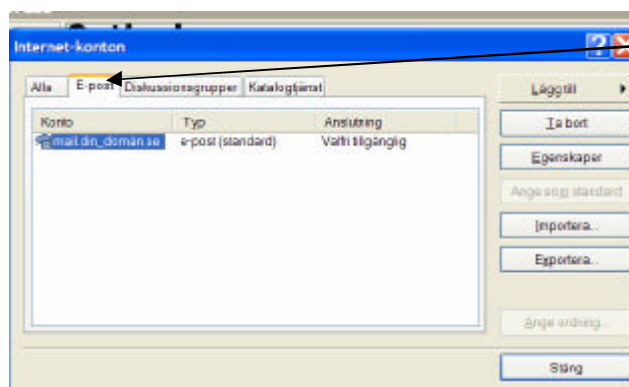 Internet-konton
Alla E-post Diskussionsgrupper Katalogtjänst
Lägg till
Konto Typ Anslutning
Ta bort
mail.din_domän.se e-post (standard) Valfri tillgänglig
Egenskaper
Ange som standard
Importera...
Exportera...
Ange ordning...
Stäng